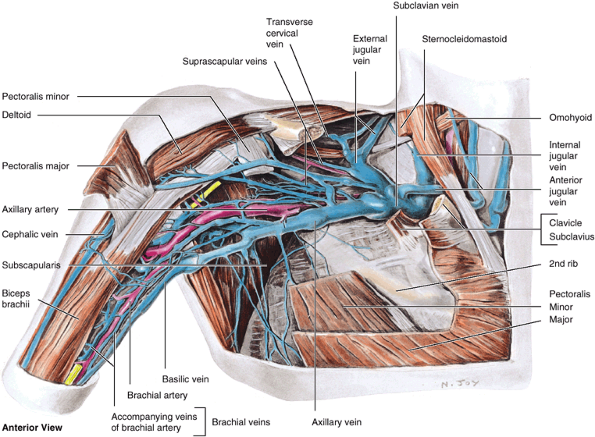 Subclavian vein
Transverse
cervical
vein
External
jugular
vein
Sternocleidomastoid
Suprascapular veins
Pectoralis minor
Deltoid
Omohyoid
Pectoralis major
Internal
jugular
vein
Anterior
jugular
vein
Axillary artery
Cephalic vein
Clavicle
Subclavius
Subscapularis
2nd rib
Biceps
brachii
Pectoralis
Minor
Major
Basilic vein
N. JOY
Brachial artery
Accompanying veins
of brachial artery
Brachial veins
Axillary vein
Anterior View